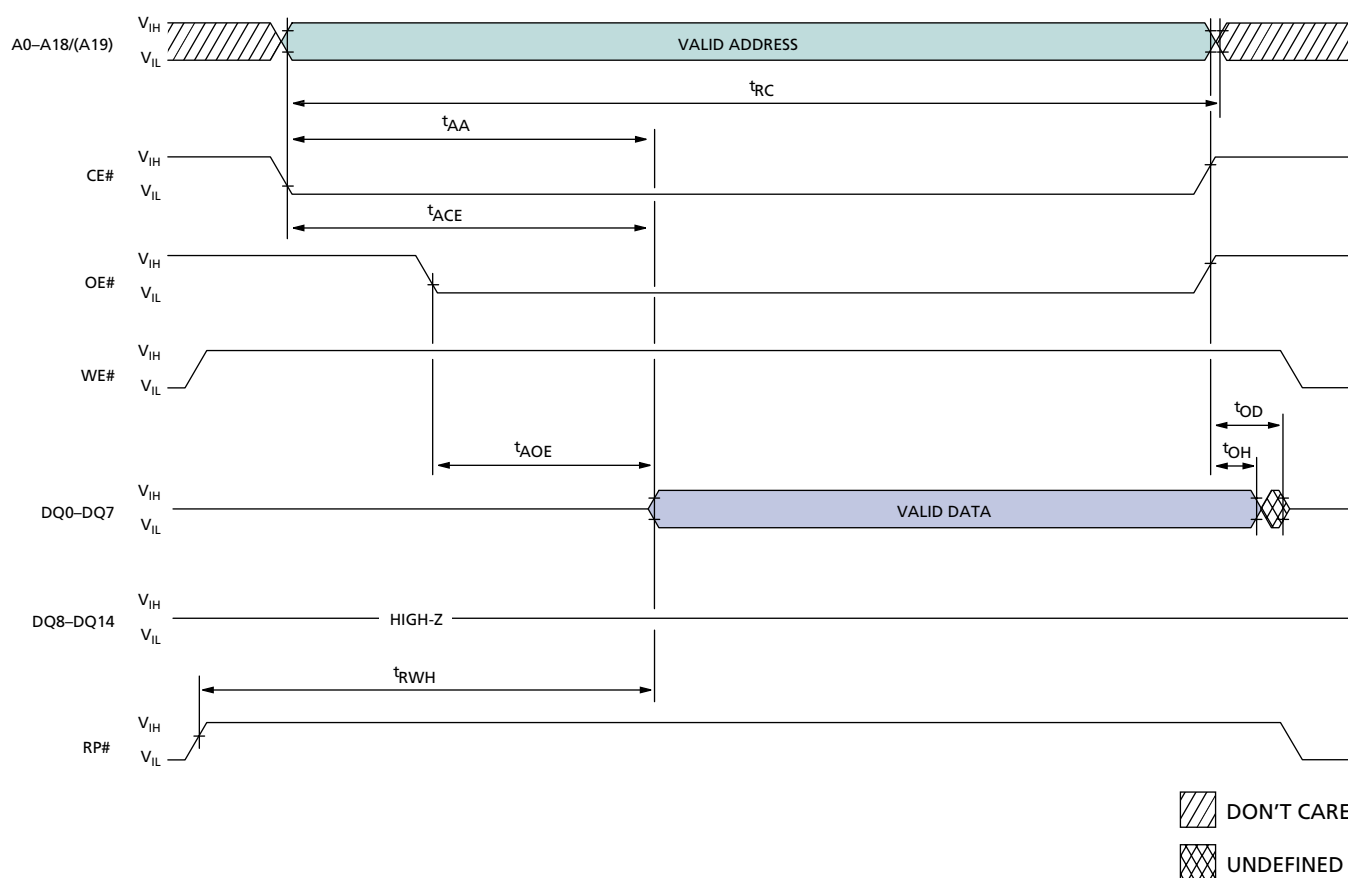 A0–A18/(A19)
VIH
VIL
VALID ADDRESS
tRC
tAA
CE#
VIH
VIL
tACE
OE#
VIH
VIL
WE#
VIH
VIL
tOD
tAOE
tOH
DQ0–DQ7
VIH
VIL
VALID DATA
DQ8–DQ14
VIH
VIL
HIGH-Z
tRWH
RP#
VIH
VIL
DON'T CARE
UNDEFINED